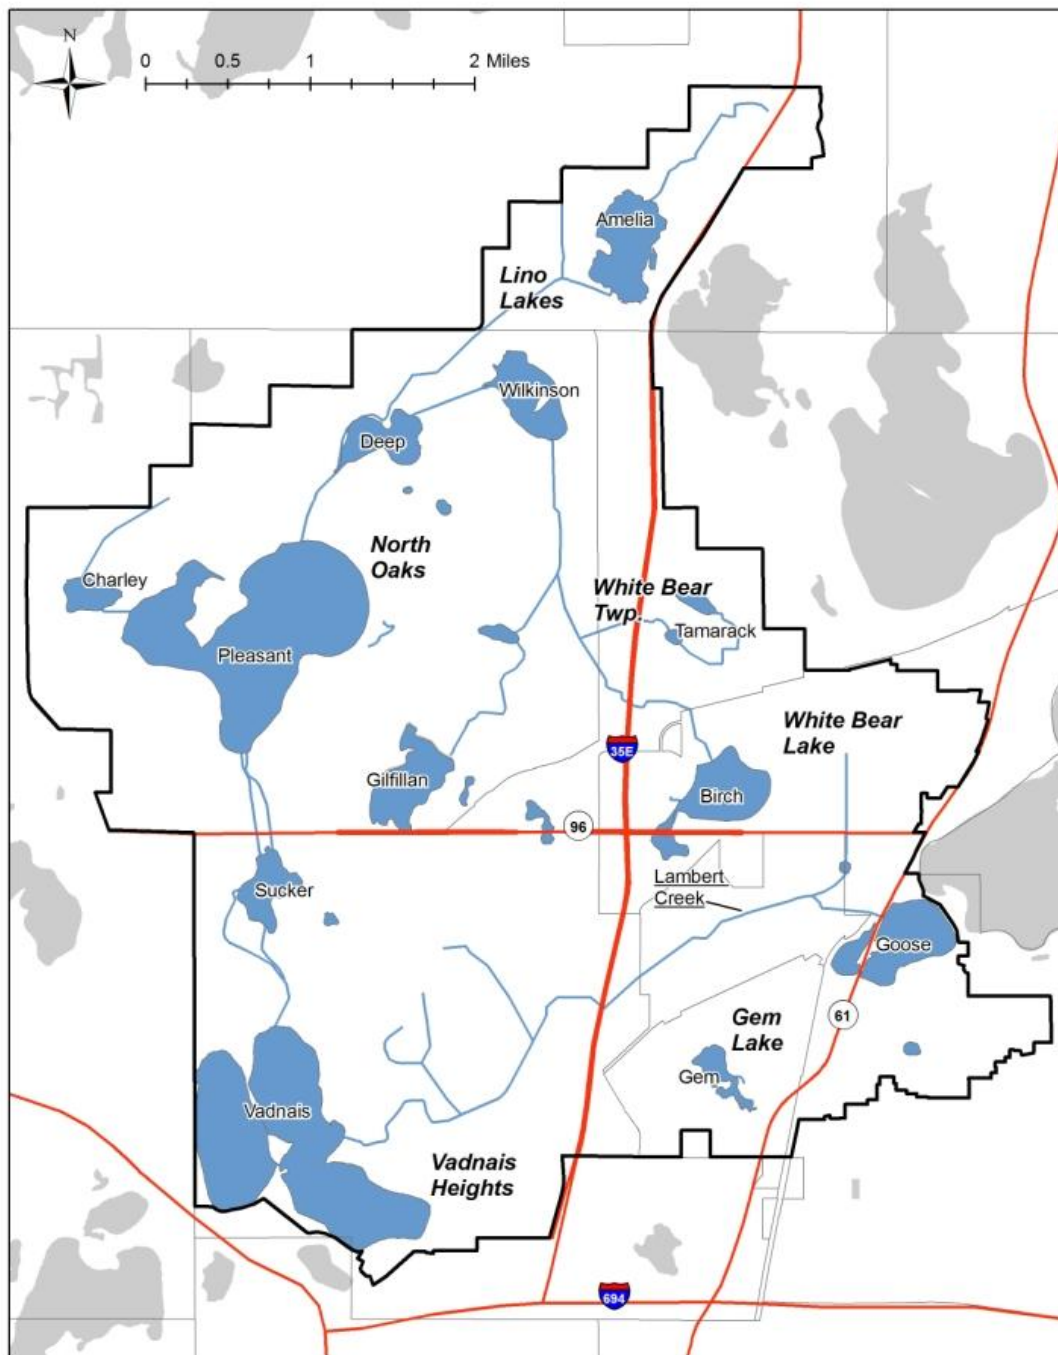 N
0 0.5 1 2 Miles
Amelia
Lino
Lakes
Wilkinson
Deep
North
Oaks
Charley
White Bear
Twp.
Tamarack
Pleasant
White Bear
Lake
35E
Gilfillan
Birch
96
Lambert
Creek
Sucker
Goose
61
Gem
Lake
Gem
Vadnais
Vadnais
Heights
694